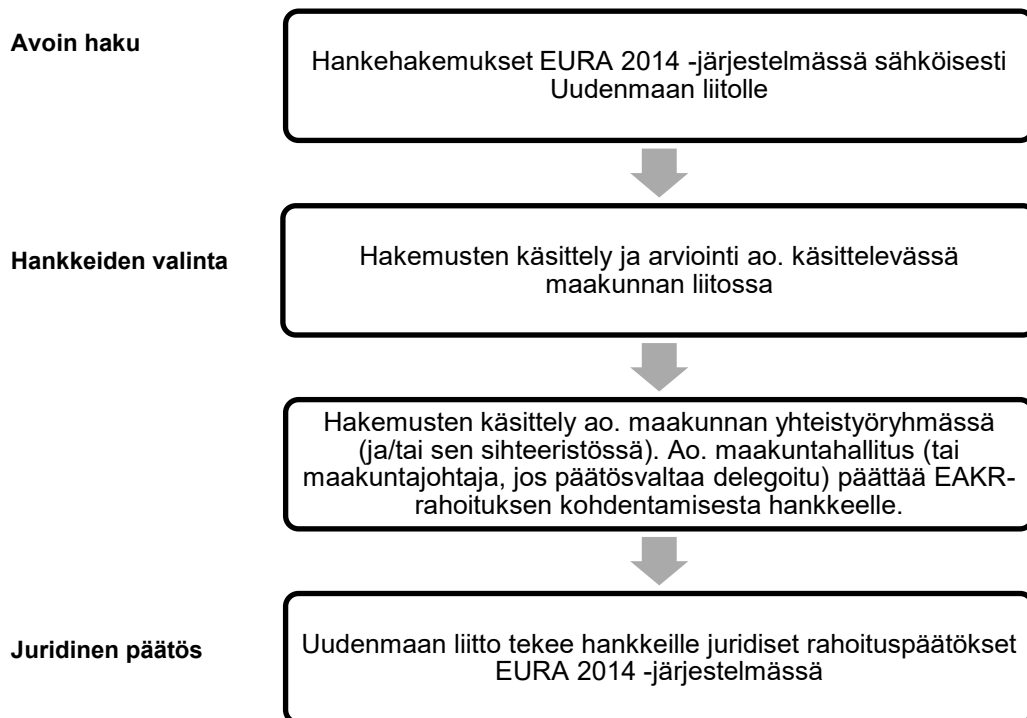 Avoin haku
Hankehakemukset EURA 2014 -järjestelmässä sähköisesti
Uudenmaan liitolle
Hankkeiden valinta
Hakemusten käsittely ja arviointi ao. käsittelevässä
maakunnan liitossa
Hakemusten käsittely ao. maakunnan yhteistyöryhmässä
(ja/tai sen sihteeristössä). Ao. maakuntahallitus (tai
maakuntajohtaja, jos päätösvaltaa delegoitu) päättää EAKR-
rahoituksen kohdentamisesta hankkeelle.
Juridinen päätös
Uudenmaan liitto tekee hankkeille juridiset rahoituspäätökset
EURA 2014 -järjestelmässä